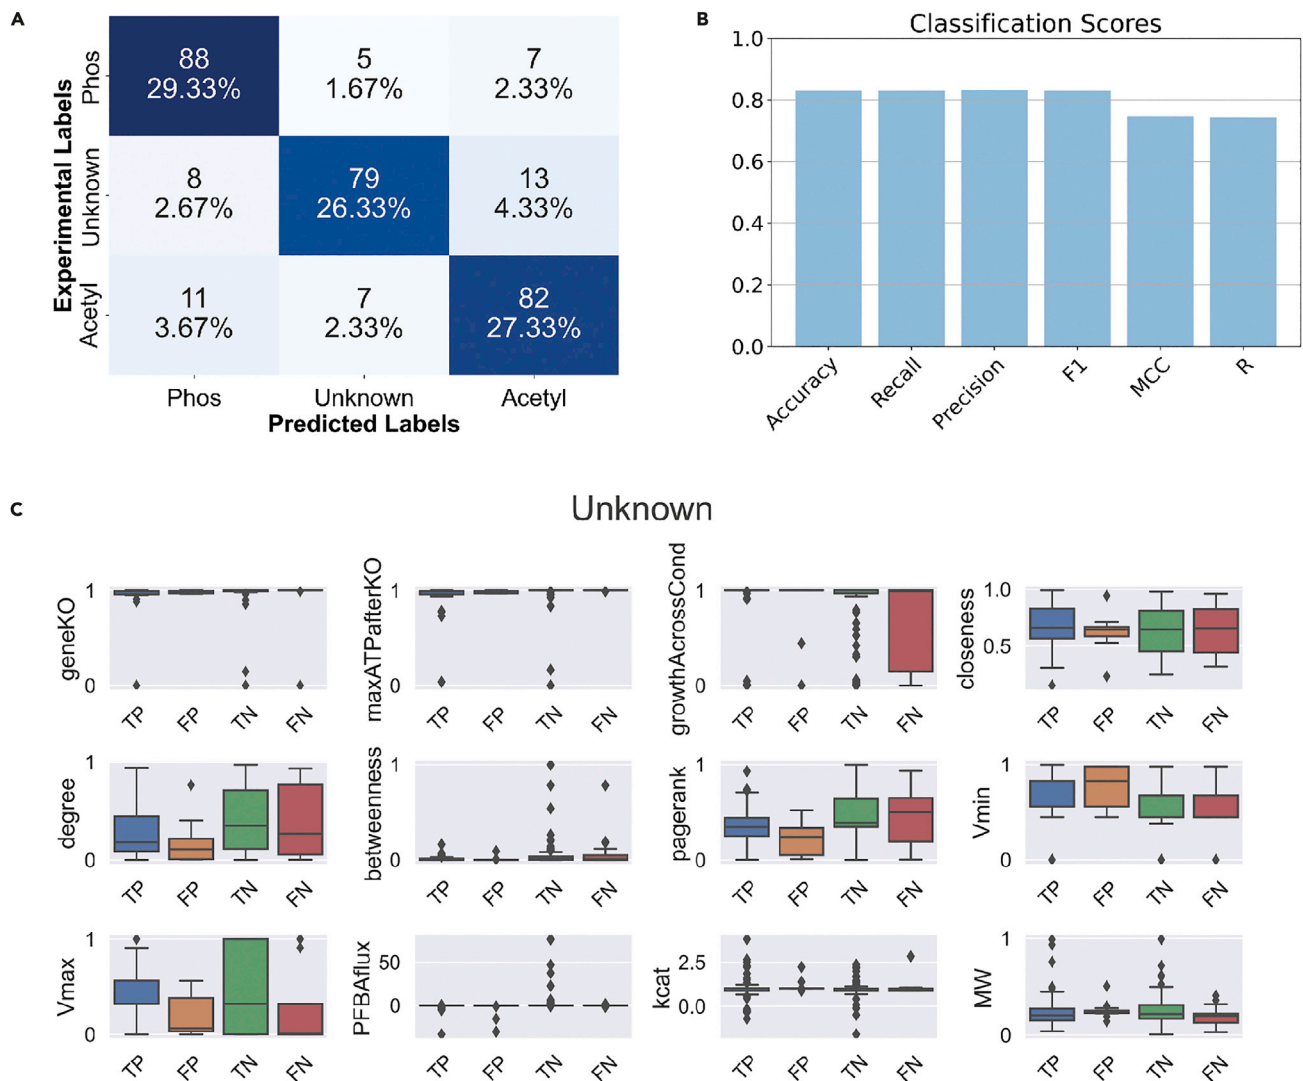 A
Experimental Labels
Phos
Unknown
Acetyl
88
29.33%
5
1.67%
7
2.33%
8
2.67%
79
26.33%
13
4.33%
11
3.67%
7
2.33%
82
27.33%
Phos Unknown Acetyl
Predicted Labels
B
Classification Scores
1.0
0.8
0.6
0.4
0.2
0.0
Accuracy Recall Precision F1 MCC R
C
Unknown
geneKO
1
0
TP FP TN FN
maxATPafterKO
1
0
TP FP TN FN
growthAcrossCond
1
0
TP FP TN FN
closeness
1.0
0.5
TP FP TN FN
degree
1
0
TP FP TN FN
betweenness
1
0
TP FP TN FN
pagerank
1
0
TP FP TN FN
Vmin
1
0
TP FP TN FN
Vmax
1
0
TP FP TN FN
PFBAflux
50
0
TP FP TN FN
kcat
2.5
0.0
TP FP TN FN
MW
1
0
TP FP TN FN